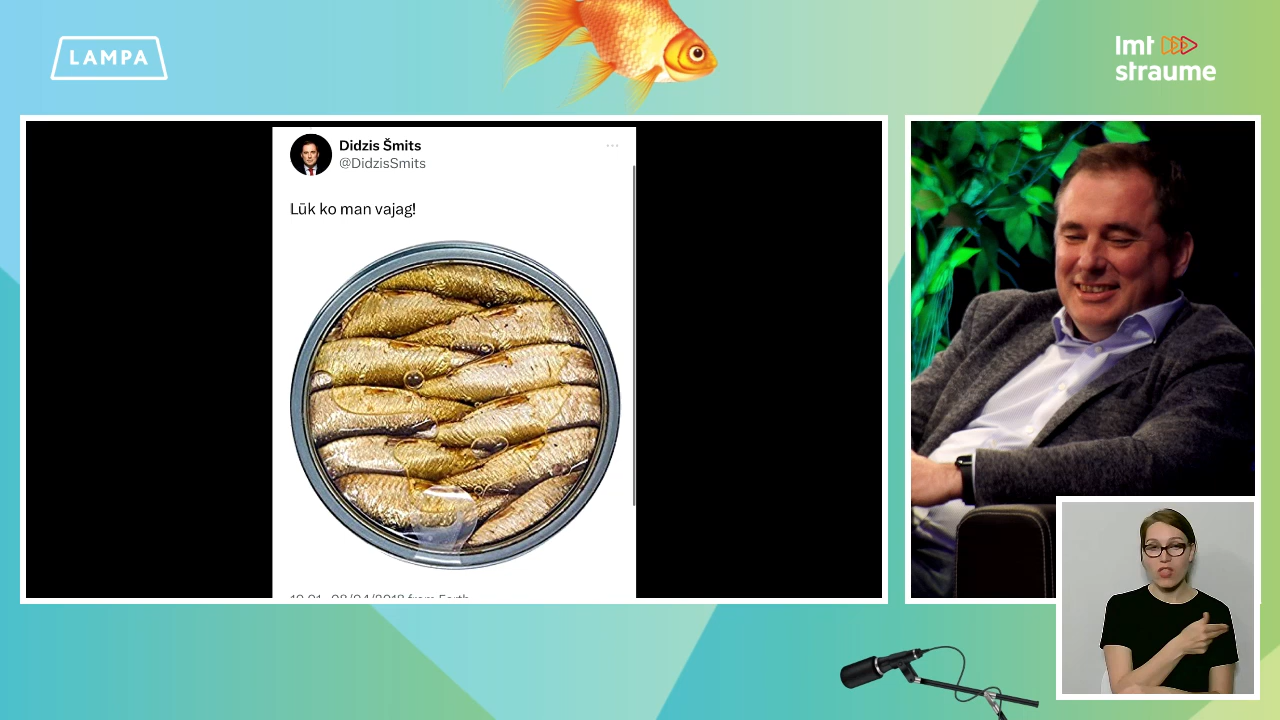 LAMPA
lmt
straume
Didzis Šmits
@DidzisSmits
Lūk ko man vajag!